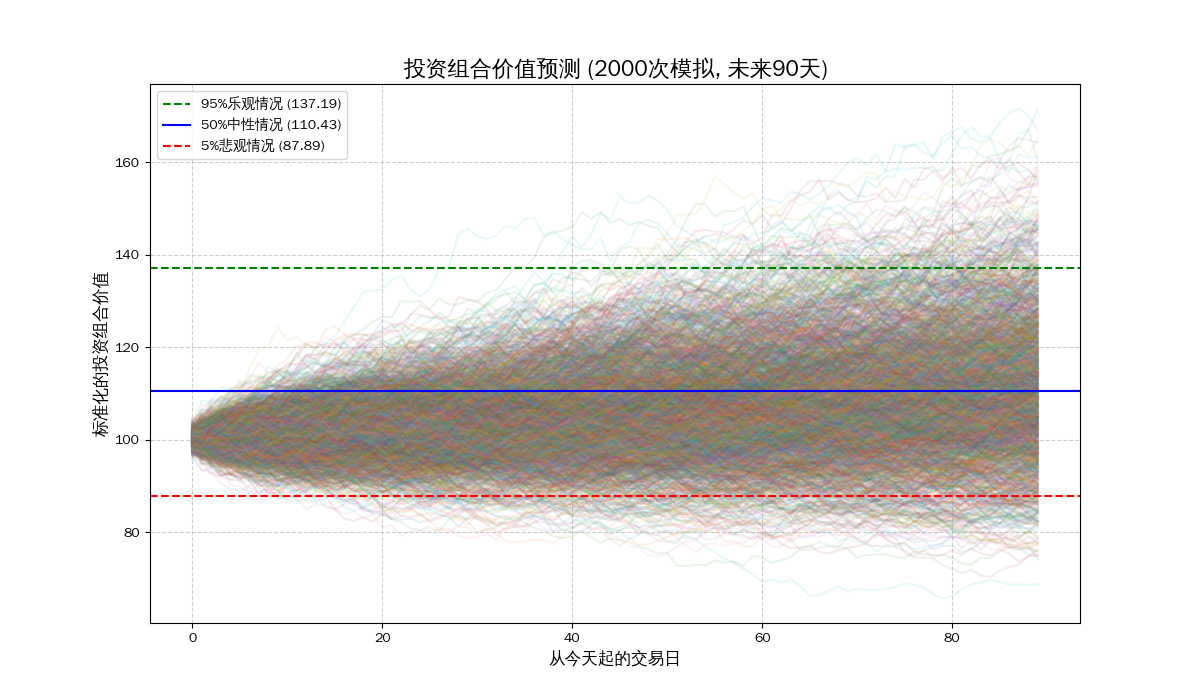 投资组合价值预测 (2000次模拟, 未来90天)
95%乐观情况 (137.19)
50%中性情况 (110.43)
5%悲观情况 (87.89)
标准化的投资组合价值
160
140
120
100
80
0 20 40 60 80
从今天起的交易日